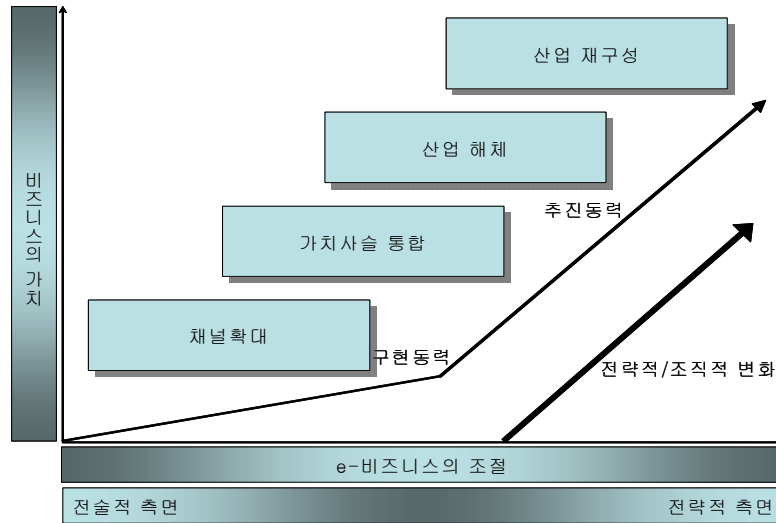 산업 재구성
산업 해체
추진동력
비즈니스의 가치
가치사슬 통합
채널확대
구현동력
전략적/조직적 변화
e-비즈니스의 조절
전술적 측면
전략적 측면